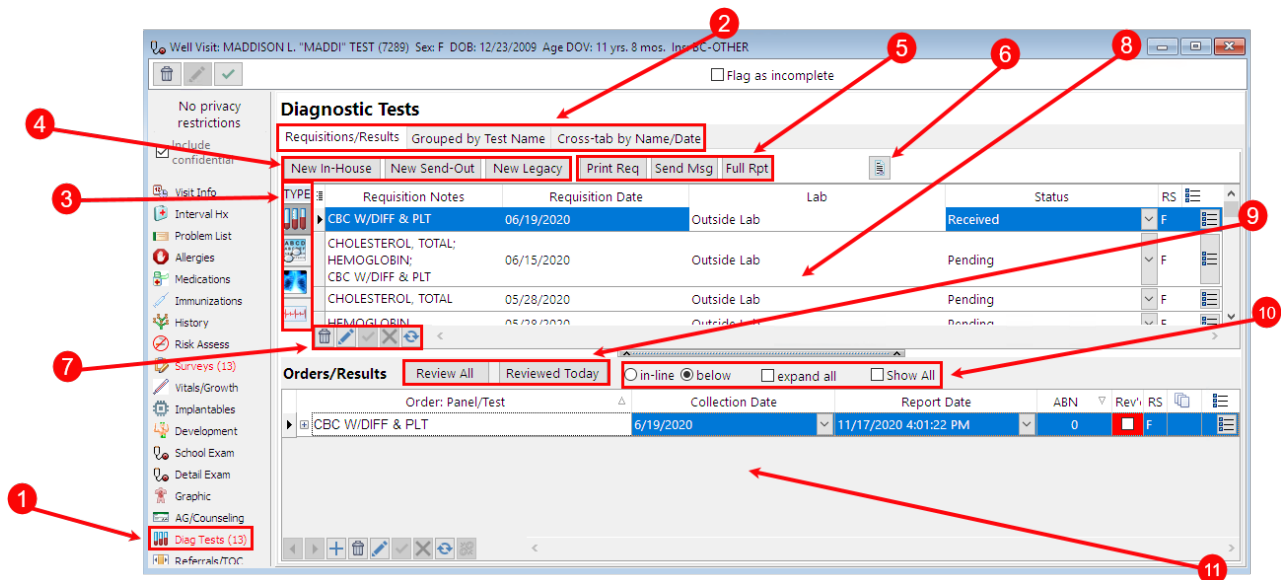 2
5
6
8
Well Visit: MADDISON L. "MADDI" TEST (7289) Sex: F DOB: 12/23/2009 Age DOV: 11 yrs. 8 mos. Ins: BC-OTHER
Flag as incomplete
No privacy
restrictions
Include
confidential
Diagnostic Tests
4
Requisitions/Results Grouped by Test Name Cross-tab by Name/Date
New In-House New Send-Out New Legacy Print Req Send Msg Full Rpt
3
TYPE Requisition Notes Requisition Date Lab Status RS
CBC W/DIFF & PLT 06/19/2020 Outside Lab Received F
9
CHOLESTEROL, TOTAL;
HEMOGLOBIN; 06/15/2020 Outside Lab Pending F
CBC W/DIFF & PLT
CHOLESTEROL, TOTAL 05/28/2020 Outside Lab Pending F
HEMOGLOBIN 05/28/2020 Outside Lab Pending F
10
Visit Info
Interval Hx
Problem List
Allergies
Medications
Immunizations
History
Risk Assess
Surveys (13)
Vitals/Growth
Implantables
Development
School Exam
Detail Exam
Graphic
AG/Counseling
Diag Tests (13)
Referrals/TOC
7
Orders/Results Review All Reviewed Today in-line below expand all Show All
Order: Panel/Test Collection Date Report Date ABN Rev' RS
CBC W/DIFF & PLT 6/19/2020 11/17/2020 4:01:22 PM 0 F
1
11